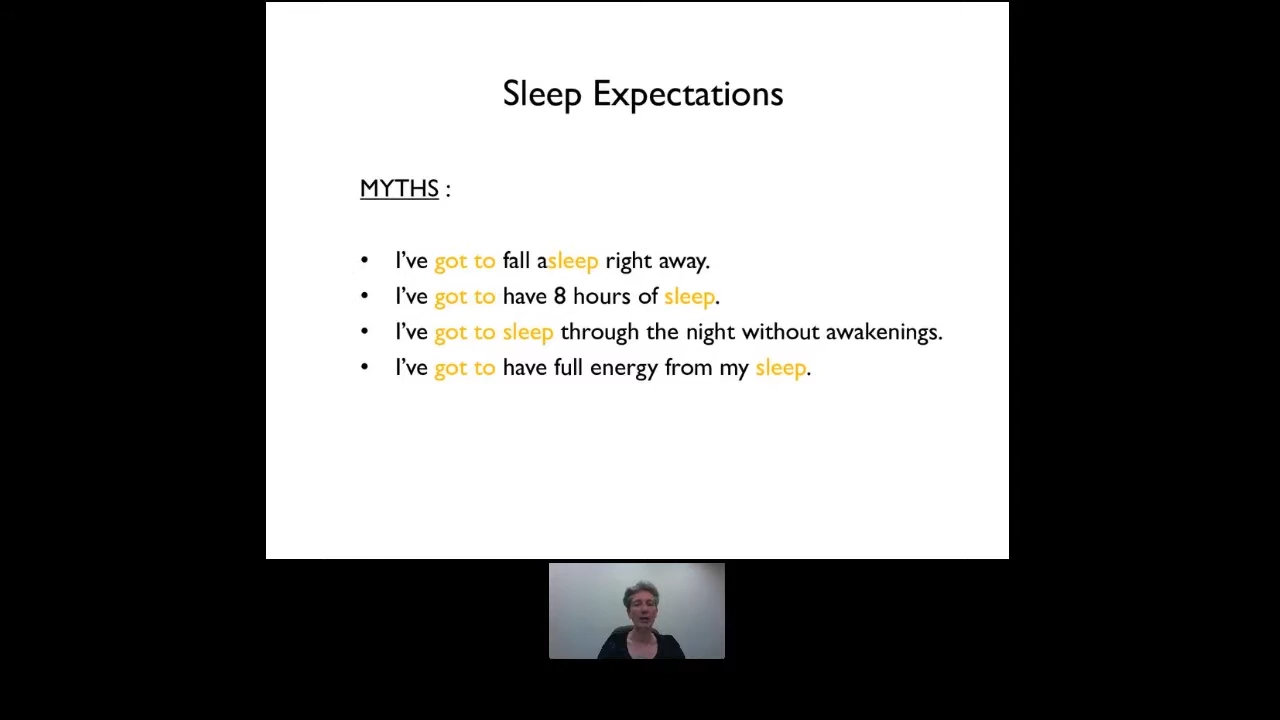 Sleep Expectations
MYTHS :
• I've got to fall asleep right away.
• I've got to have 8 hours of sleep.
• I've got to sleep through the night without awakenings.
• I've got to have full energy from my sleep.